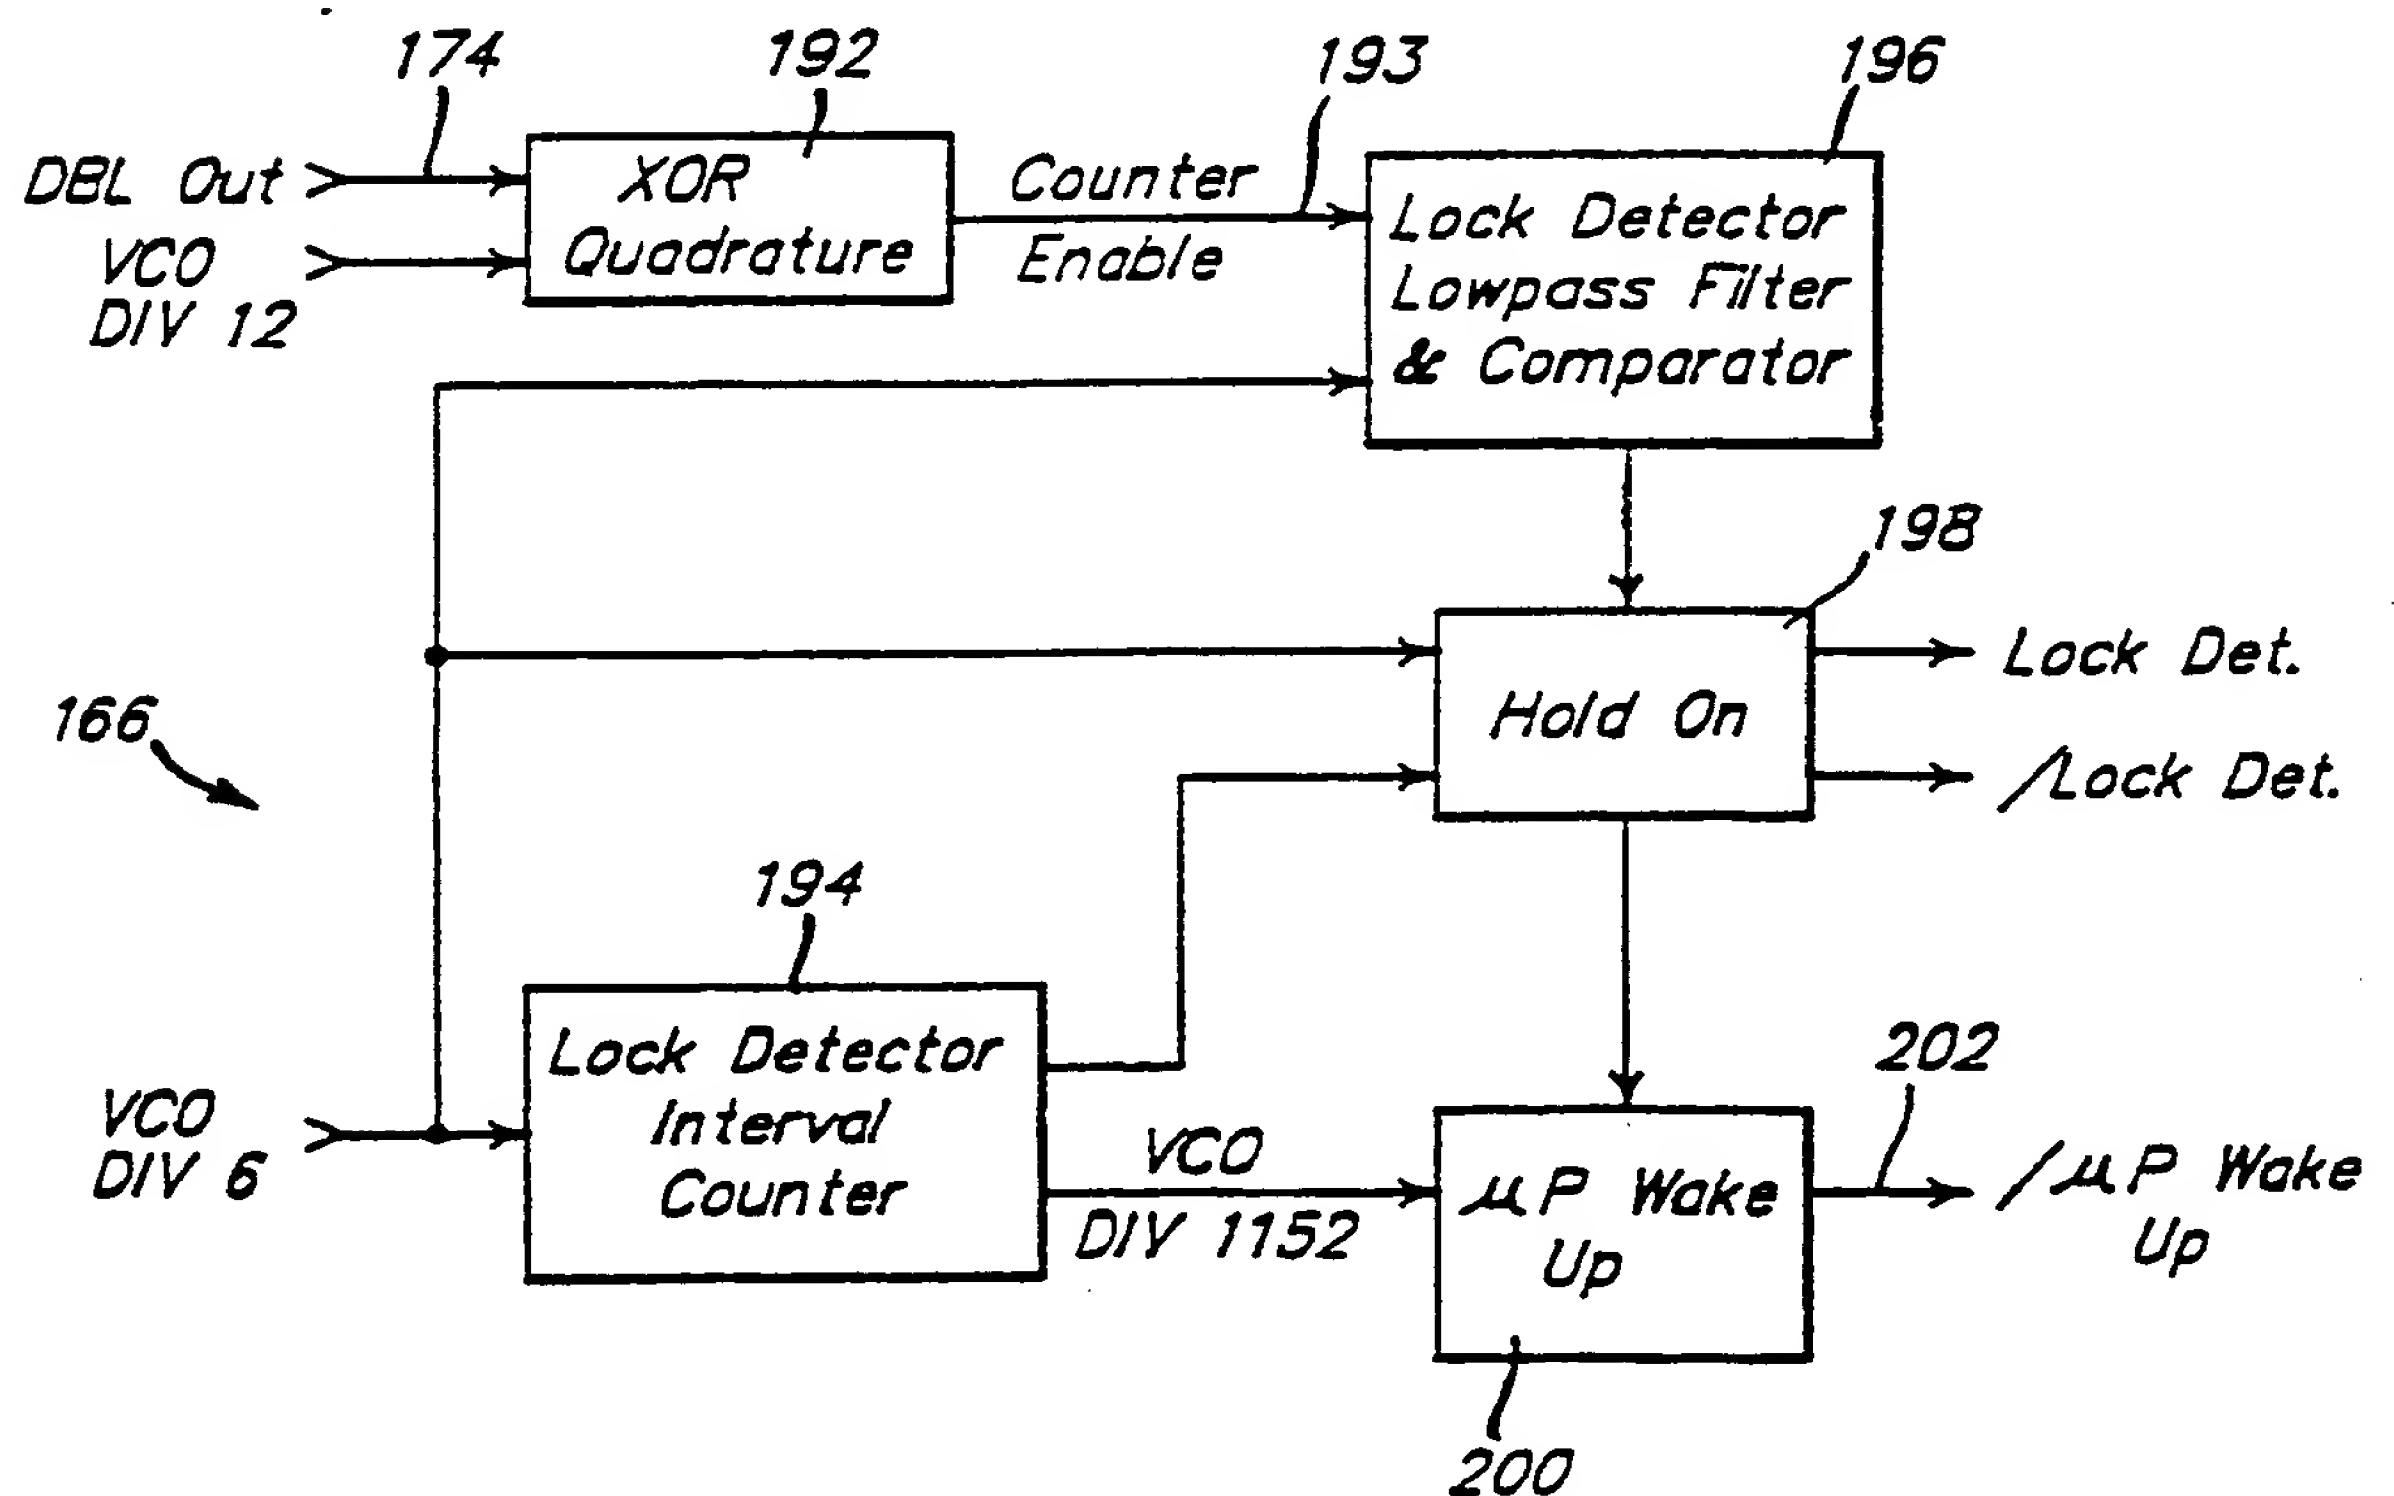 174
192
193
196
DBL Out
VCO
DIV 12
XOR
Quadrature
Counter
Enable
Lock Detector
Lowpass Filter
& Comparator
198
Lock Det.
Hold On
/Lock Det.
166
194
Lock Detector
Interval
Counter
VCO
DIV 6
VCO
DIV 1152
202
μP Wake
Up
/μP Wake
Up
200